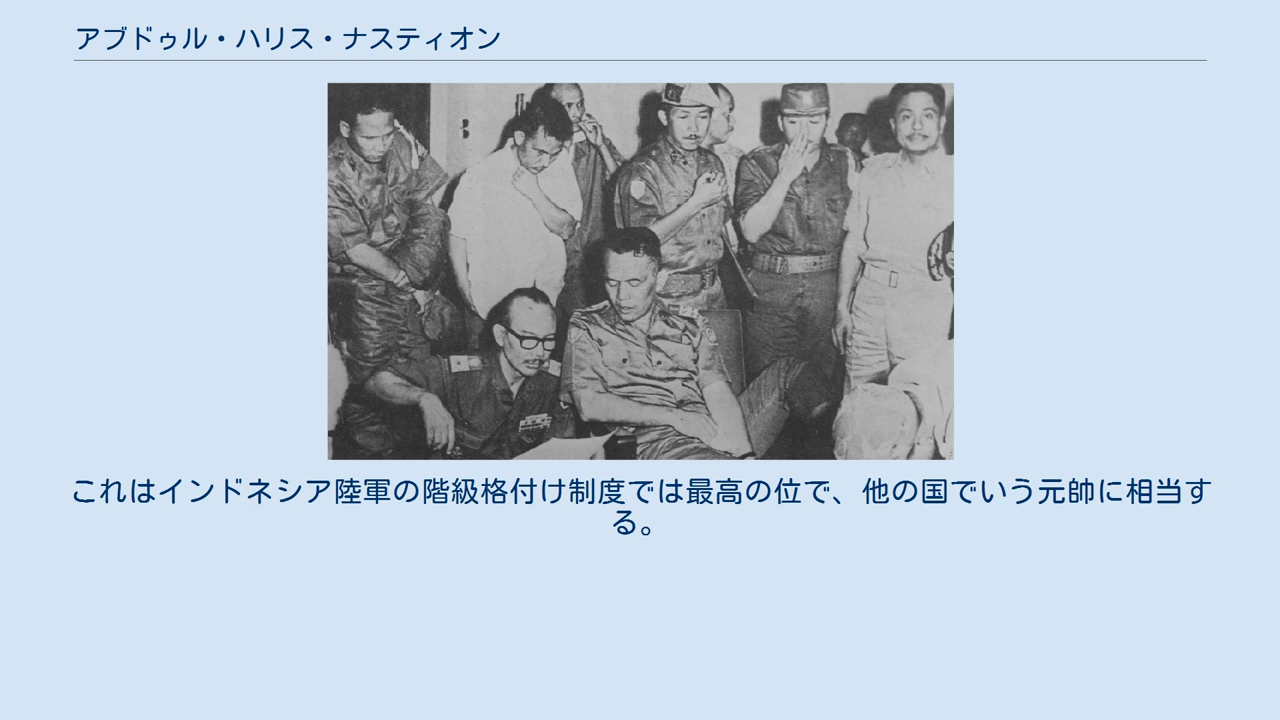 アブドゥル・ハリス・ナスティオン
これはインドネシア陸軍の階級格付け制度では最高の位で、他の国でいう元帥に相当す
る。